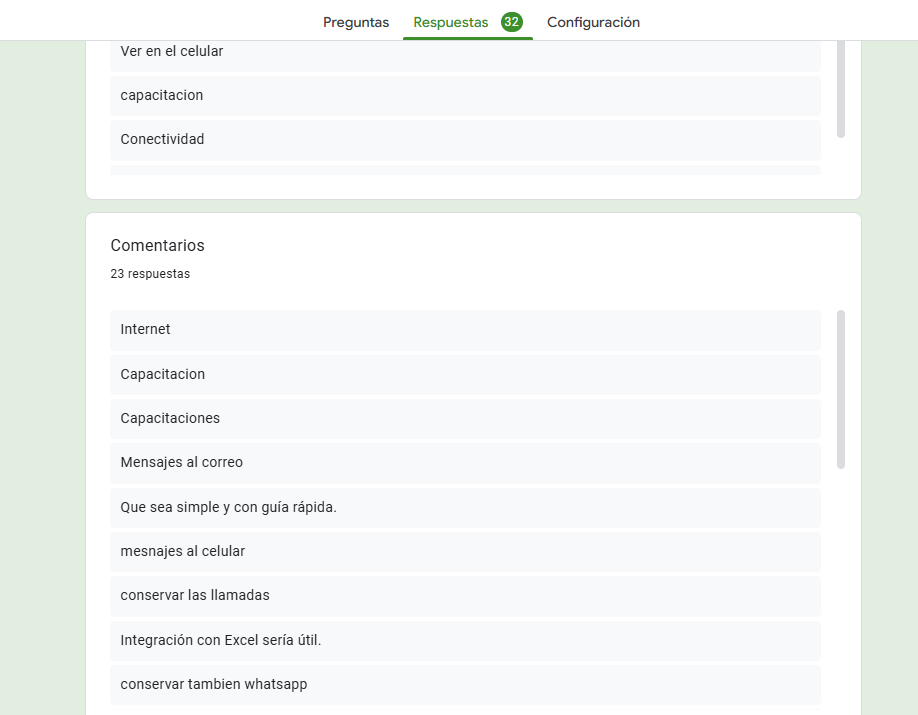 Preguntas Respuestas 32 Configuración
Ver en el celular
capacitacion
Conectividad
Comentarios
23 respuestas
Internet
Capacitacion
Capacitaciones
Mensajes al correo
Que sea simple y con guía rápida.
mesnajes al celular
conservar las llamadas
Integración con Excel sería útil.
conservar tambien whatsapp